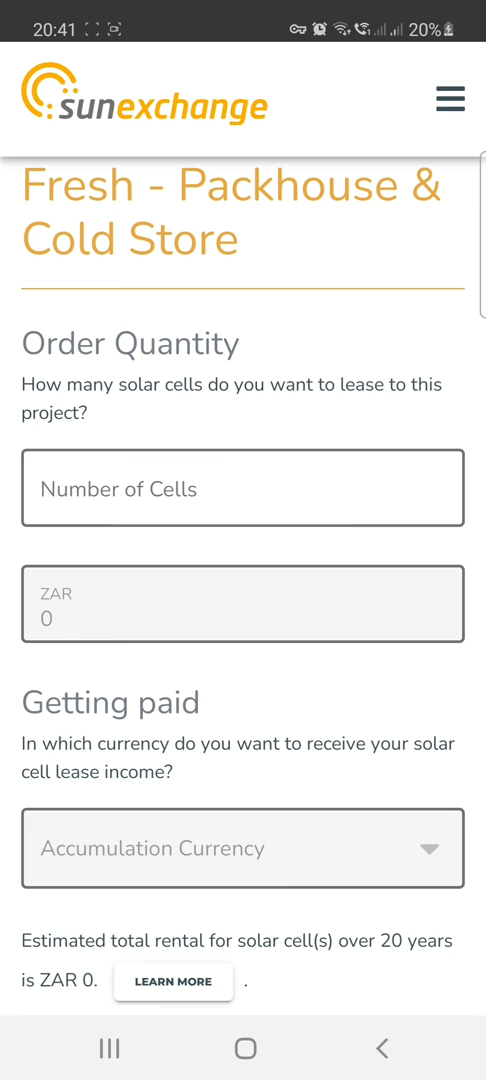 20:41
20%
sunexchange
Fresh - Packhouse &
Cold Store
Order Quantity
How many solar cells do you want to lease to this
project?
Number of Cells
ZAR
0
Getting paid
In which currency do you want to receive your solar
cell lease income?
Accumulation Currency
Estimated total rental for solar cell(s) over 20 years
is ZAR 0. LEARN MORE .